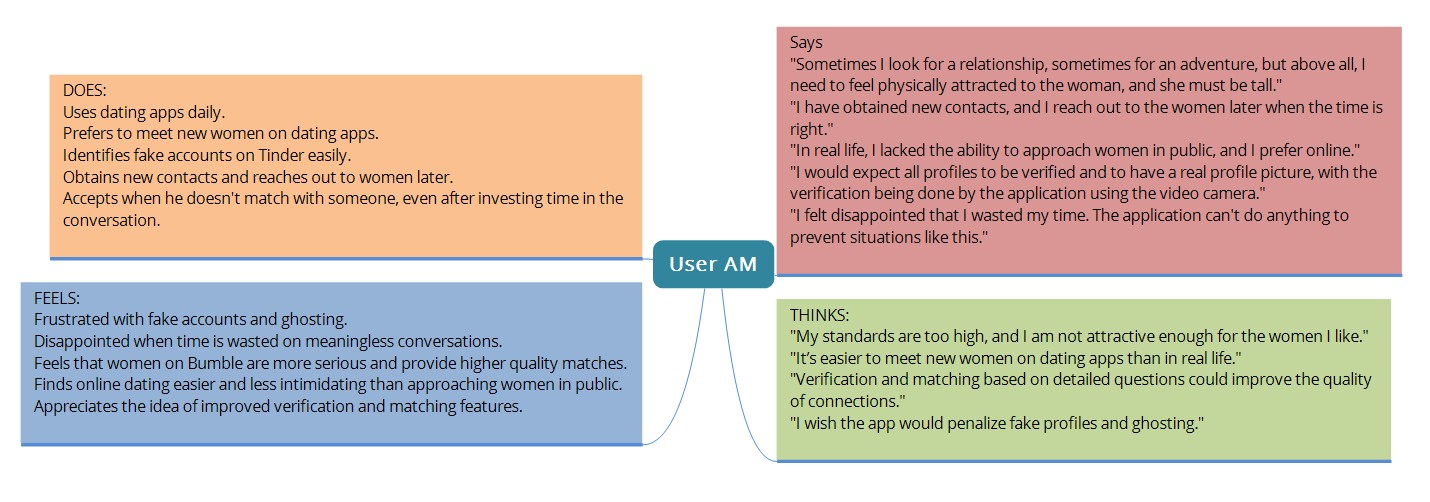 DOES:
Uses dating apps daily.
Prefers to meet new women on dating apps.
Identifies fake accounts on Tinder easily.
Obtains new contacts and reaches out to women later.
Accepts when he doesn't match with someone, even after investing time in the
conversation.
Says
"Sometimes I look for a relationship, sometimes for an adventure, but above all, I
need to feel physically attracted to the woman, and she must be tall."
"I have obtained new contacts, and I reach out to the women later when the time is
right."
"In real life, I lacked the ability to approach women in public, and I prefer online."
"I would expect all profiles to be verified and to have a real profile picture, with the
verification being done by the application using the video camera."
"I felt disappointed that I wasted my time. The application can't do anything to
prevent situations like this."
User AM
FEELS:
Frustrated with fake accounts and ghosting.
Disappointed when time is wasted on meaningless conversations.
Feels that women on Bumble are more serious and provide higher quality matches.
Finds online dating easier and less intimidating than approaching women in public.
Appreciates the idea of improved verification and matching features.
THINKS:
"My standards are too high, and I am not attractive enough for the women I like."
"It’s easier to meet new women on dating apps than in real life."
"Verification and matching based on detailed questions could improve the quality
of connections."
"I wish the app would penalize fake profiles and ghosting."